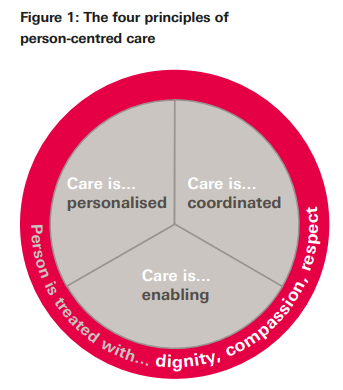 Figure 1: The four principles of
person-centred care
Care is...
personalised
Care is...
coordinated
Care is...
enabling
Person is treated with... dignity, compassion, respect